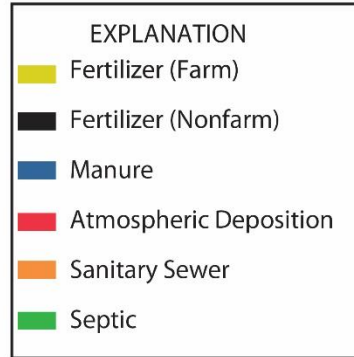 EXPLANATION
Fertilizer (Farm)
Fertilizer (Nonfarm)
Manure
Atmospheric Deposition
Sanitary Sewer
Septic